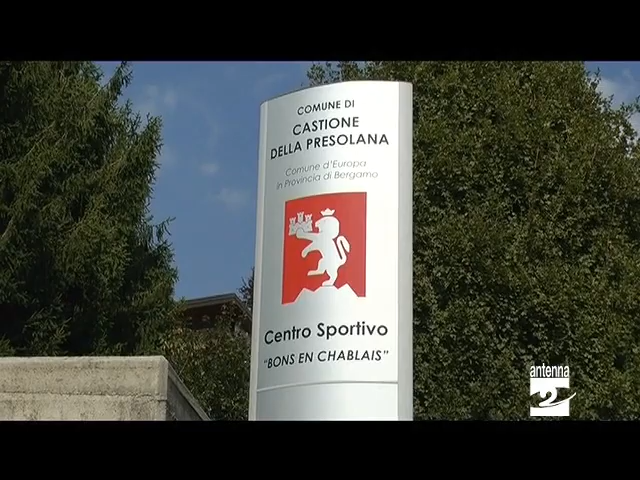 COMUNE DI
CASTIONE
DELLA PRESOLANA
Comune d'Europa
in Provincia di Bergamo
Centro Sportivo
"BONS EN CHABLAIS"
antenna
2